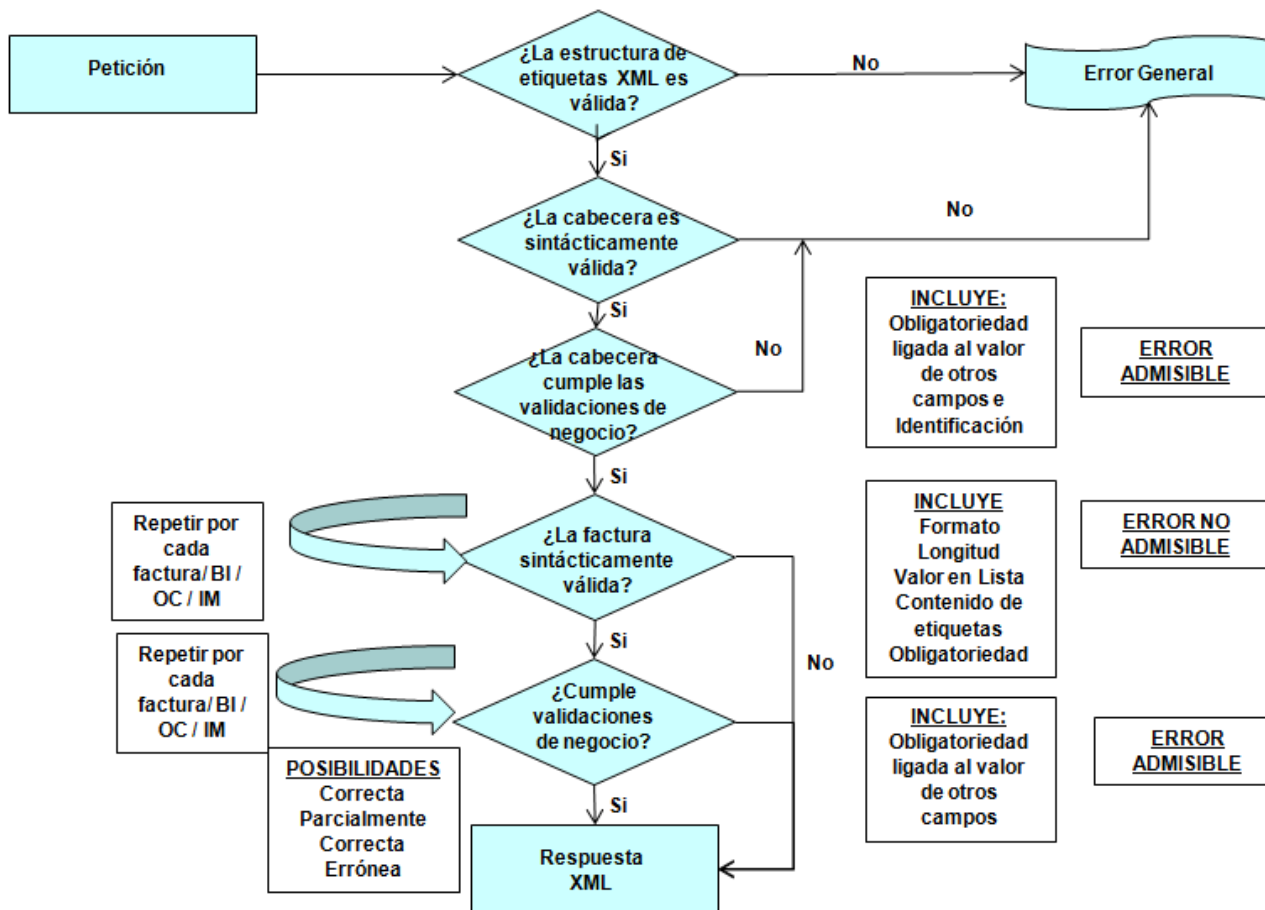 Petición
¿La estructura de
etiquetas XML es
válida?
No
Error General
Si
¿La cabecera es
sintácticamente
válida?
No
Si
¿La cabecera
cumple las
validaciones de
negocio?
No
INCLUYE:
Obligatoriedad
ligada al valor
de otros
campos e
Identificación
ERROR
ADMISIBLE
Si
Repetir por
cada
factura/ BI /
OC / IM
¿La factura
sintácticamente
válida?
INCLUYE
Formato
Longitud
Valor en Lista
Contenido de
etiquetas
Obligatoriedad
ERROR NO
ADMISIBLE
Si
No
Repetir por
cada
factura/ BI /
OC / IM
¿Cumple
validaciones
de negocio?
INCLUYE:
Obligatoriedad
ligada al valor
de otros
campos
ERROR
ADMISIBLE
POSIBILIDADES
Correcta
Parcialmente
Correcta
Errónea
Si
Respuesta
XML